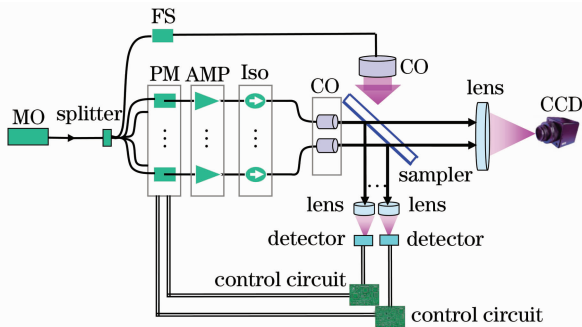 FS
PM AMP Iso
CO
CO
lens
CCD
MO
splitter
sampler
lens
lens
detector
detector
control circuit
control circuit